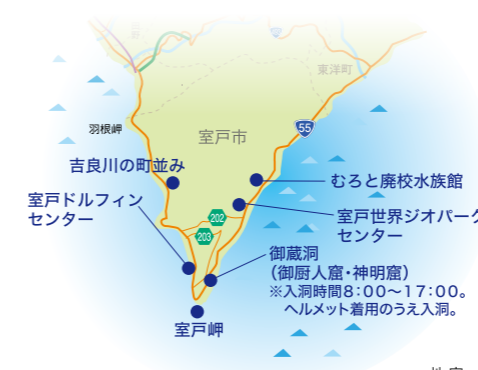 東洋町
羽根岬
室戸市
55
吉良川の町並み
むろと廃校水族館
室戸ドルフィン
センター
202
室戸世界ジオパーク
センター
203
御蔵洞
（御厨人窟・神明窟）
※入洞時間8：00～17：00。
ヘルメット着用のうえ入洞。
室戸岬